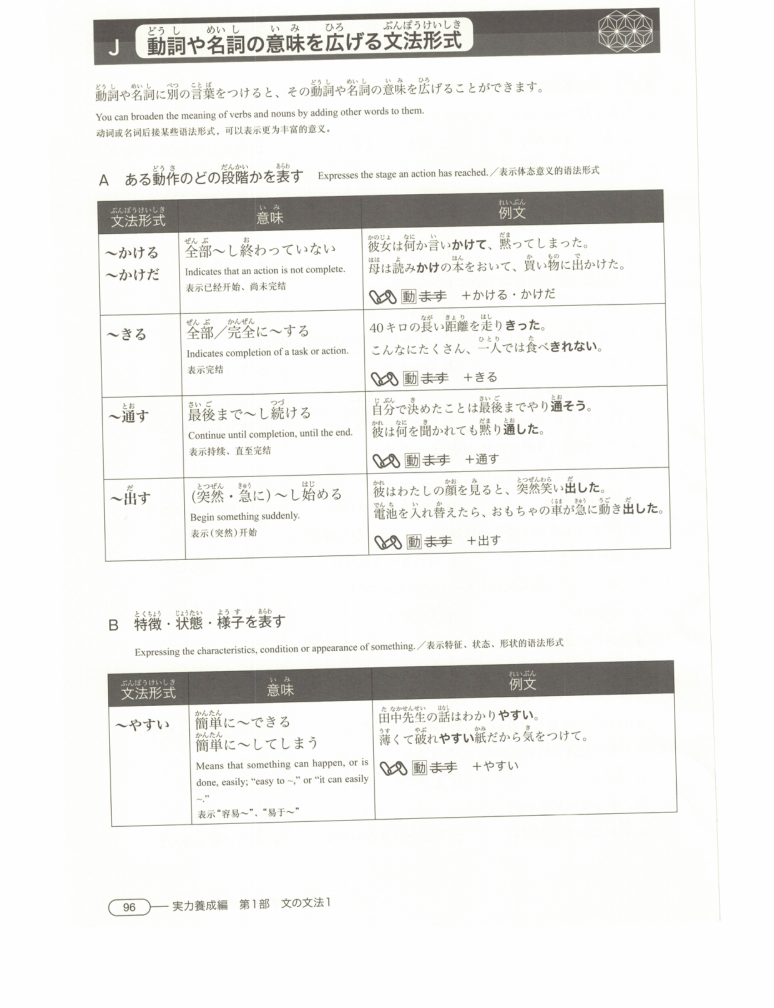 J 動詞や名詞の意味を広げる文法形式
動詞や名詞に別の言葉をつけると、その動詞や名詞の意味を広げることができます。
You can broaden the meaning of verbs and nouns by adding other words to them.
动词或名词后接某些语法形式，可以表示更为丰富的意义。
A ある動作のどの段階かを表す Expresses the stage an action has reached.／表示体态意义的语法形式
文法形式 意味 例文
～かける
～かけだ
全部～し終わっていない
Indicates that an action is not complete.
表示已经开始、尚未完结
彼女は何か言いかけて、黙ってしまった。
母は読みかけの本をおいて、買い物に出かけた。
動ます ＋かける・かけだ
～きる
全部／完全に～する
Indicates completion of a task or action.
表示完结
40キロの長い距離を走りきった。
こんなにたくさん、一人では食べきれない。
動ます ＋きる
～通す
最後まで～し続ける
Continue until completion, until the end.
表示持续、直至完结
自分で決めたことは最後までやり通そう。
彼は何を聞かれても黙り通した。
動ます ＋通す
～出す
(突然・急に)～し始める
Begin something suddenly.
表示(突然)开始
彼はわたしの顔を見ると、突然笑い出した。
電池を入れ替えたら、おもちゃの車が急に動き出した。
動ます ＋出す
B 特徴・状態・様子を表す
Expressing the characteristics, condition or appearance of something.／表示特征、状态、形状的语法形式
文法形式 意味 例文
～やすい
簡単に～できる
簡単に～してしまう
Means that something can happen, or is
done, easily; “easy to ~,” or “it can easily
~.”
表示“容易～”、“易于～”
田中先生の話はわかりやすい。
薄くて破れやすい紙だから気をつけて。
動ます ＋やすい
96 実力養成編 第1部 文の文法1